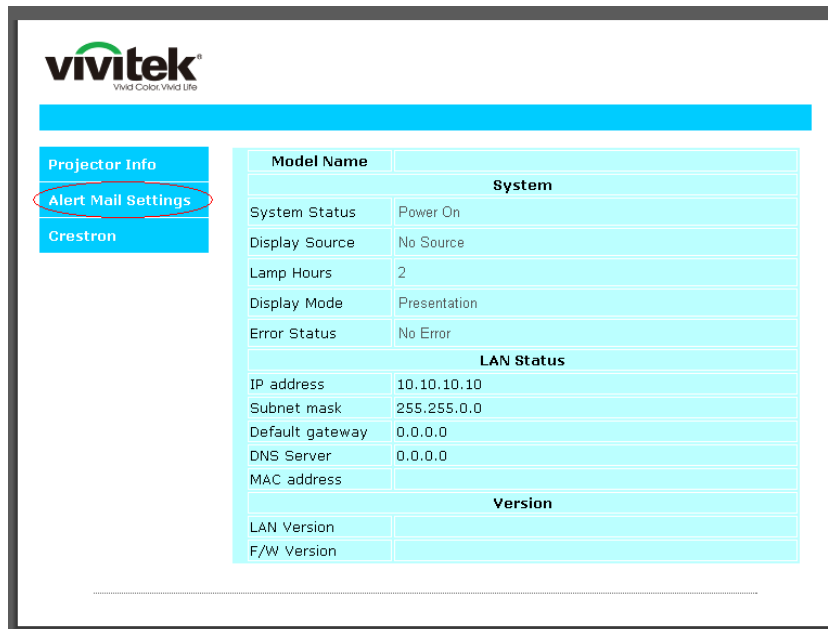 vivitek®
Vivid Color. Vivid Life
Projector Info
Alert Mail Settings
Crestron
Model Name
System
System Status Power On
Display Source No Source
Lamp Hours 2
Display Mode Presentation
Error Status No Error
LAN Status
IP address 10.10.10.10
Subnet mask 255.255.0.0
Default gateway 0.0.0.0
DNS Server 0.0.0.0
MAC address
Version
LAN Version
F/W Version